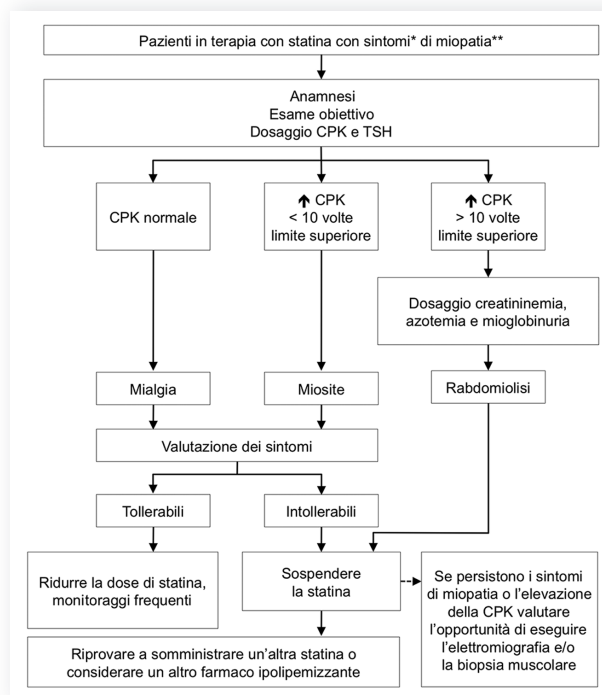 Pazienti in terapia con statina con sintomi* di miopatia**
Anamnesi
Esame obiettivo
Dosaggio CPK e TSH
CPK normale
↑ CPK
< 10 volte
limite superiore
↑ CPK
> 10 volte
limite superiore
Dosaggio creatininemia,
azotemia e mioglobinuria
Mialgia
Miosite
Rabdomiolisi
Valutazione dei sintomi
Tollerabili
Intollerabili
Ridurre la dose di statina,
monitoraggi frequenti
Sospendere
la statina
Se persistono i sintomi
di miopatia o l’elevazione
della CPK valutare
l’opportunità di eseguire
l’elettromiografia e/o
la biopsia muscolare
Riprovare a somministrare un’altra statina o
considerare un altro farmaco ipolipemizzante